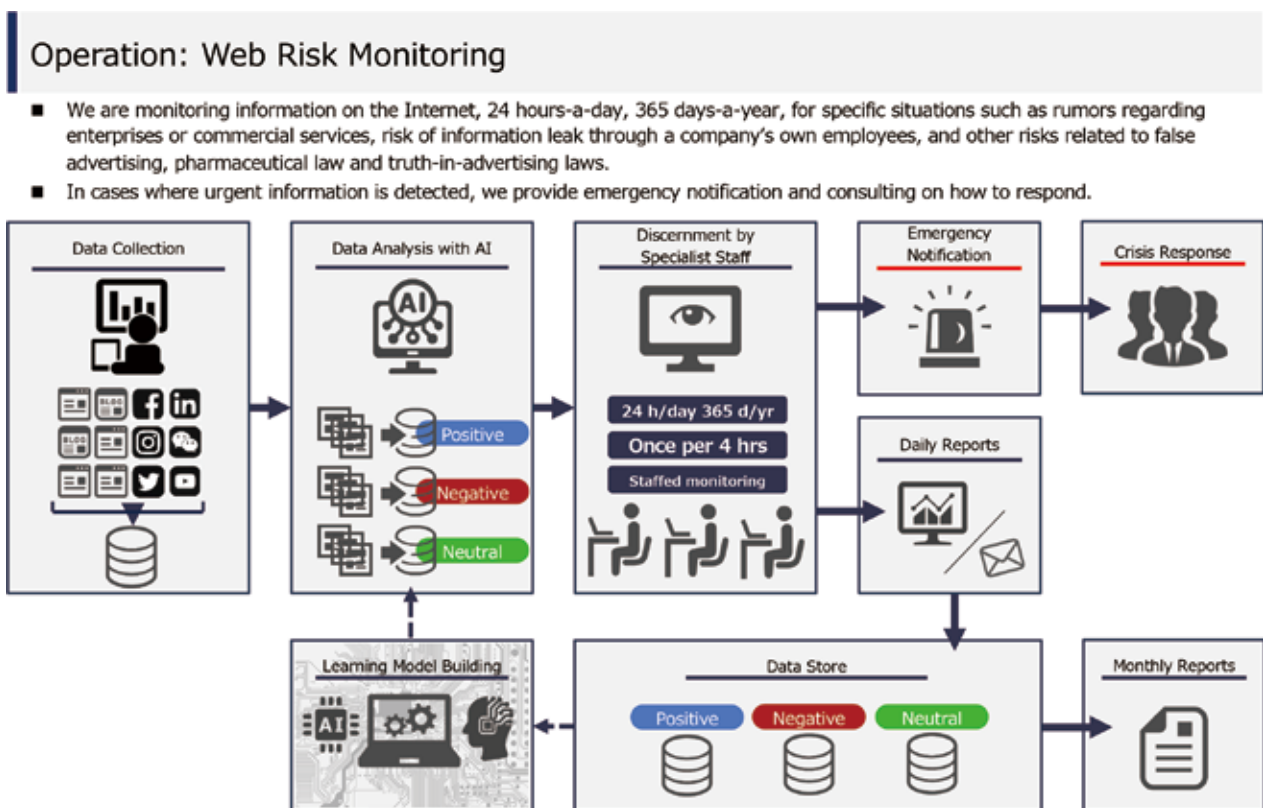 Operation: Web Risk Monitoring
■ We are monitoring information on the Internet, 24 hours-a-day, 365 days-a-year, for specific situations such as rumors regarding
enterprises or commercial services, risk of information leak through a company's own employees, and other risks related to false
advertising, pharmaceutical law and truth-in-advertising laws.
■ In cases where urgent information is detected, we provide emergency notification and consulting on how to respond.
Data Collection
BLOG
BLOG
Data Analysis with AI
AI
Positive
Negative
Neutral
Discernment by
Specialist Staff
24 h/day 365 d/yr
Once per 4 hrs
Staffed monitoring
Emergency
Notification
Crisis Response
Daily Reports
Learning Model Building
AI
Data Store
Positive
Negative
Neutral
Monthly Reports